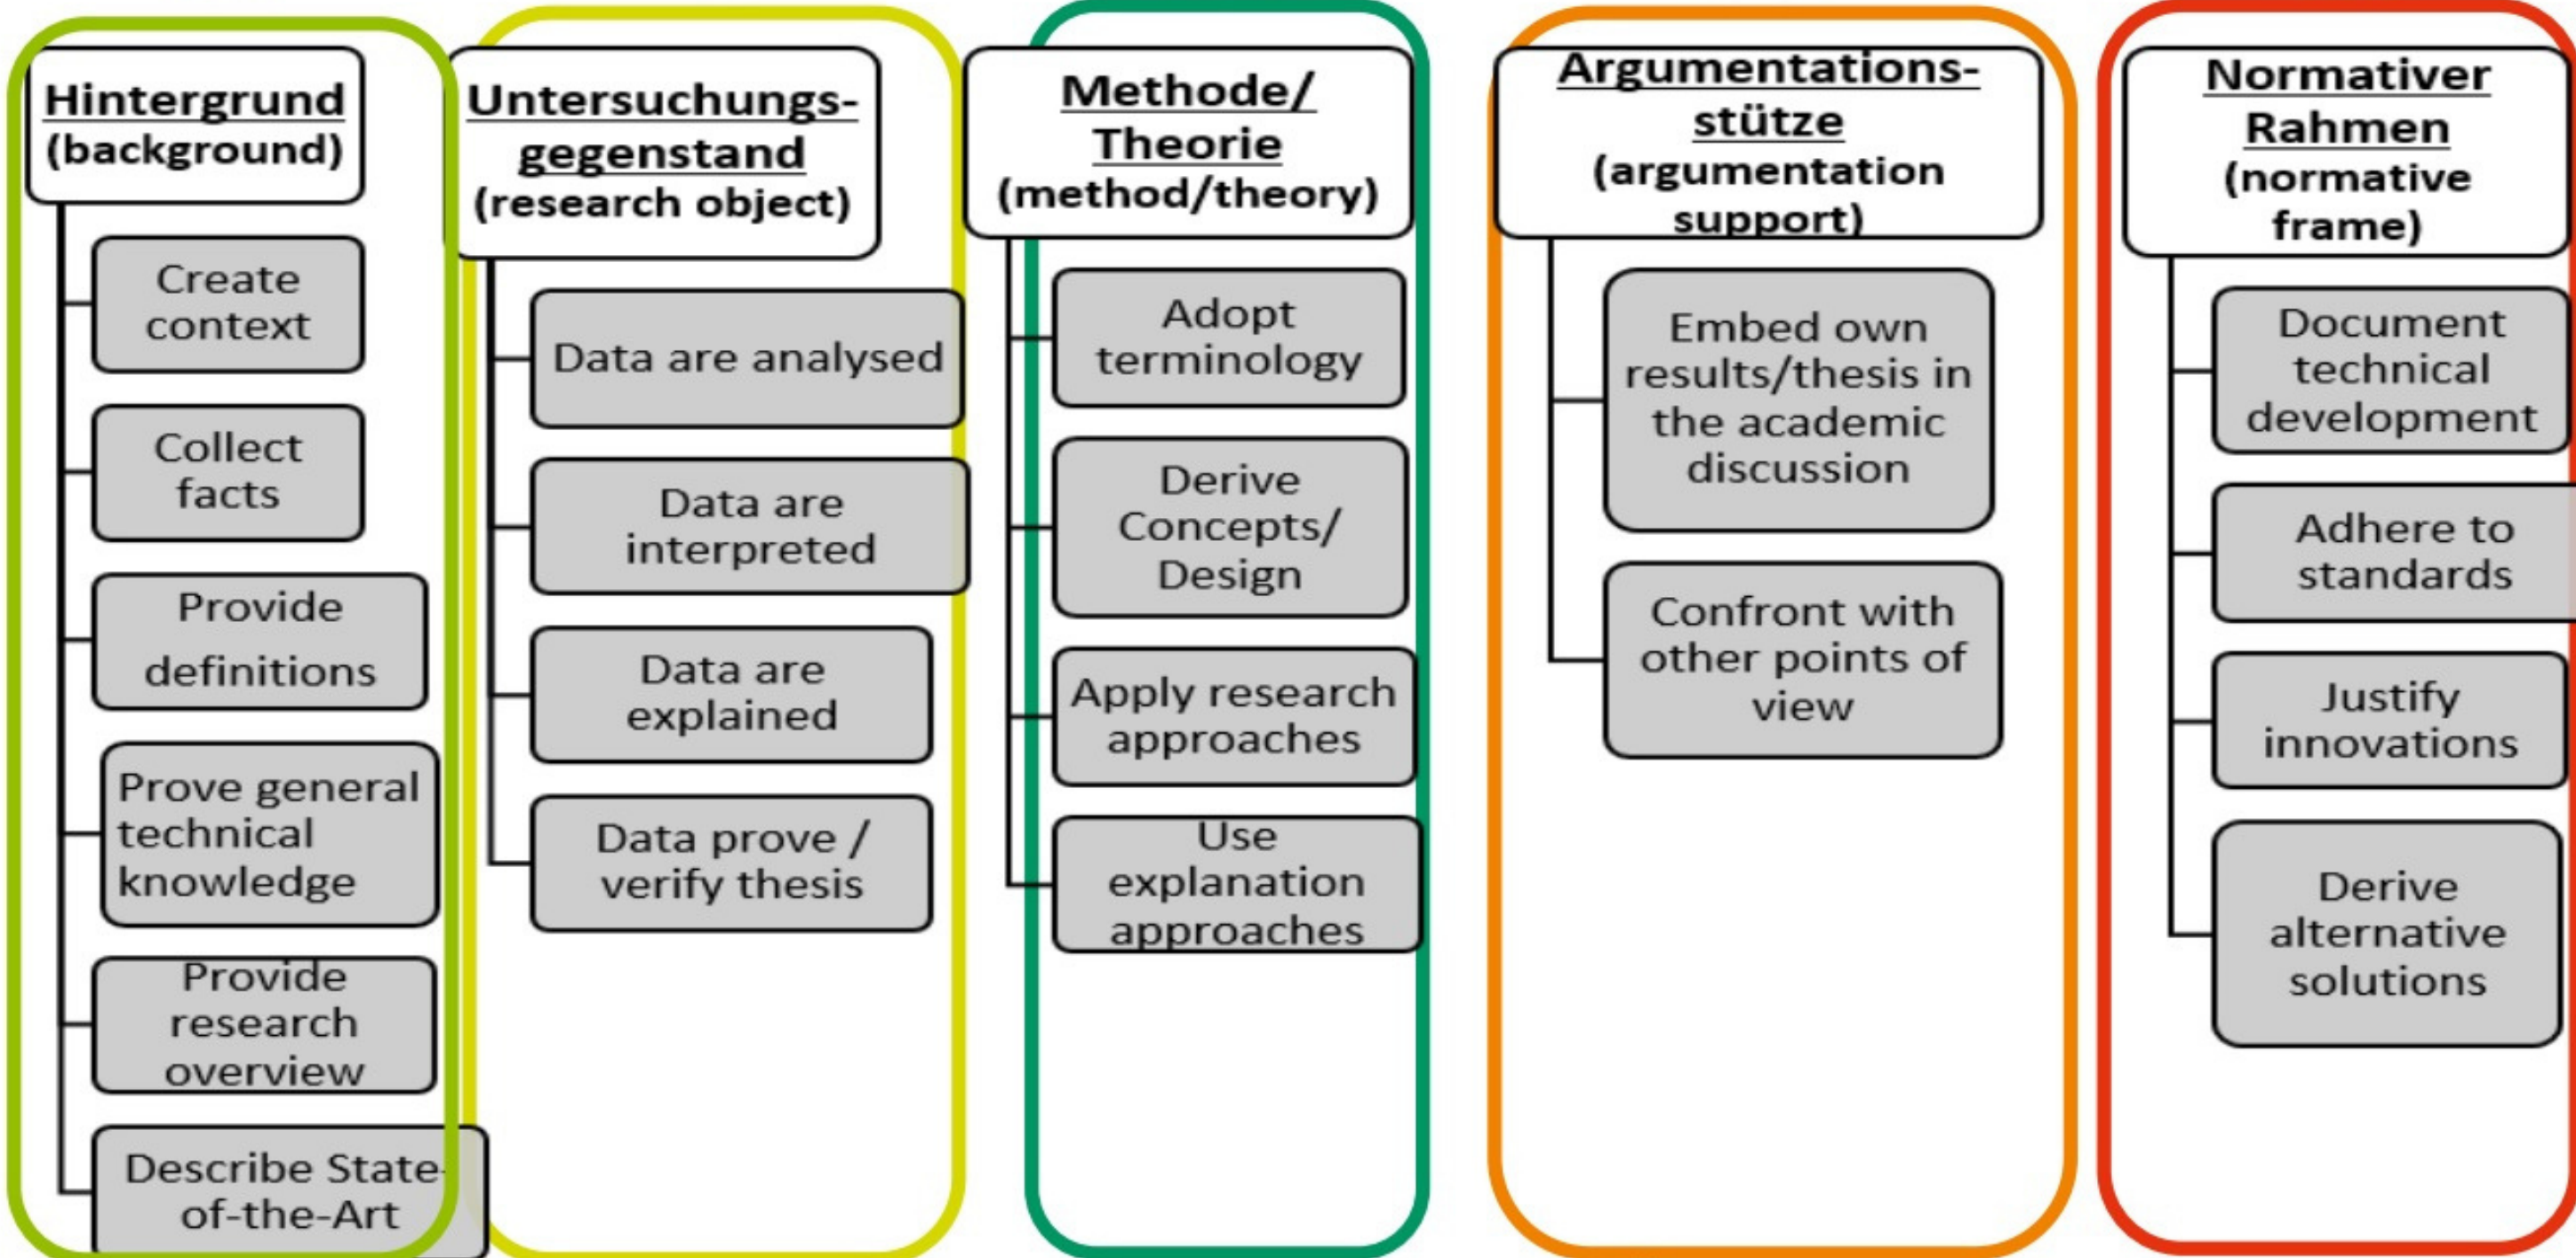 Hintergrund
(background)
Create
context
Collect
facts
Provide
definitions
Prove general
technical
knowledge
Provide
research
overview
Describe State-
of-the-Art
Untersuchungs-
gegenstand
(research object)
Data are analysed
Data are
interpreted
Data are
explained
Data prove /
verify thesis
Methode/
Theorie
(method/theory)
Adopt
terminology
Derive
Concepts/
Design
Apply research
approaches
Use
explanation
approaches
Argumentations-
stütze
(argumentation
support)
Embed own
results/thesis in
the academic
discussion
Confront with
other points of
view
Normativer
Rahmen
(normative
frame)
Document
technical
development
Adhere to
standards
Justify
innovations
Derive
alternative
solutions